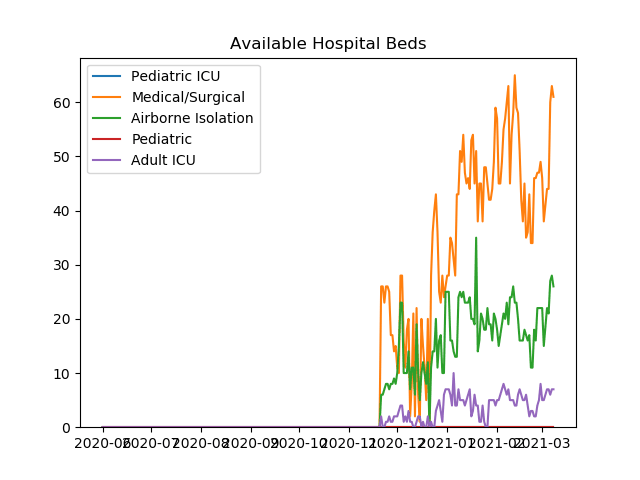 Available Hospital Beds
Pediatric ICU
Medical/Surgical
Airborne Isolation
Pediatric
Adult ICU
60
50
40
30
20
10
0
2020-06 2020-07 2020-08 2020-09 2020-10 2020-11 2020-12 2021-01 2021-02 2021-03